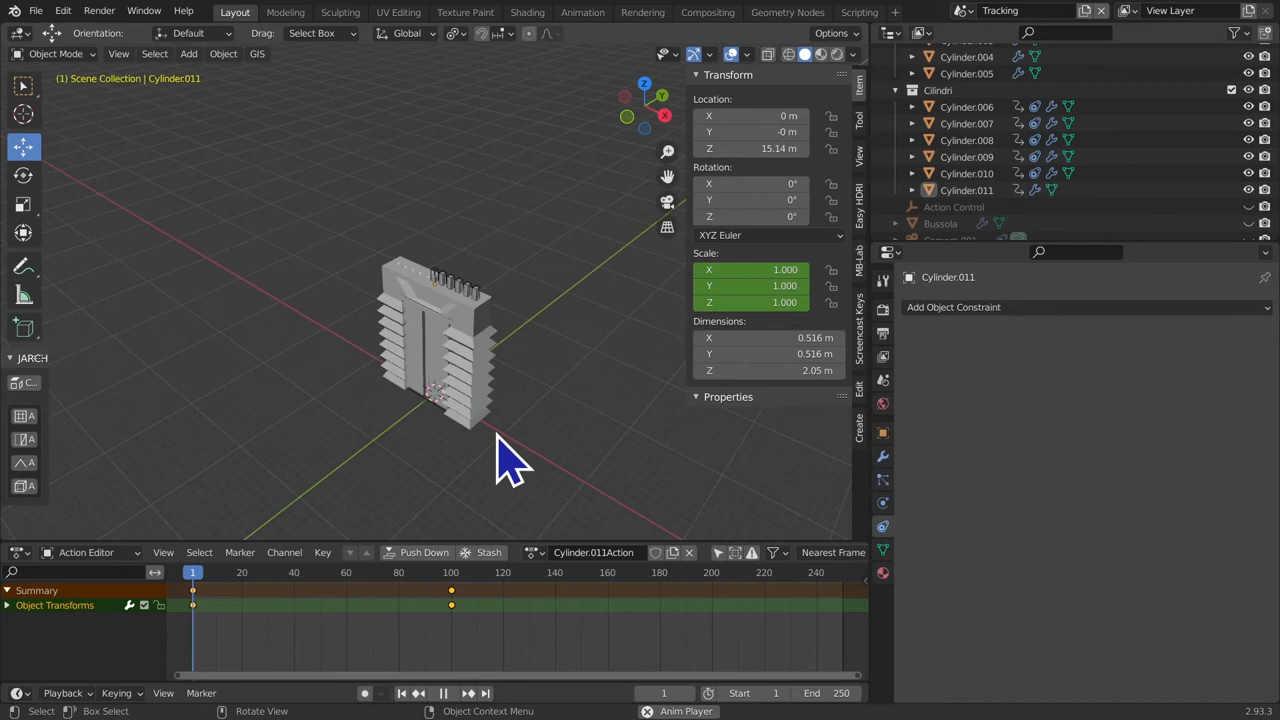 File Edit Render Window Help Layout Modeling Sculpting UV Editing Texture Paint Shading Animation Rendering Compositing Geometry Nodes Scripting Tracking View Layer
Orientation: Default Drag: Select Box Global Options
Object Mode View Select Add Object GIS
(1) Scene Collection | Cylinder.011
Z
Y
X
JARCH
C...
A
A
A
A
Transform
Location:
X 0 m
Y -0 m
Z 15.14 m
Rotation:
X 0°
Y 0°
Z 0°
XYZ Euler
Scale:
X 1.000
Y 1.000
Z 1.000
Dimensions:
X 0.516 m
Y 0.516 m
Z 2.05 m
Properties
Item
Tool
View
Easy HDRI
MB-Lab
Screencast Keys
Edit
Create
Cylinder.004
Cylinder.005
Cilindri
Cylinder.006
Cylinder.007
Cylinder.008
Cylinder.009
Cylinder.010
Cylinder.011
Action Control
Bussola
Cylinder.011
Add Object Constraint
Action Editor View Select Marker Channel Key Push Down Stash Cylinder.011Action Nearest Frame
1 20 40 60 80 100 120 140 160 180 200 220 240
Summary
Object Transforms
Playback Keying View Marker 1 Start 1 End 250
Select Box Select Rotate View Object Context Menu Anim Player 2.93.3